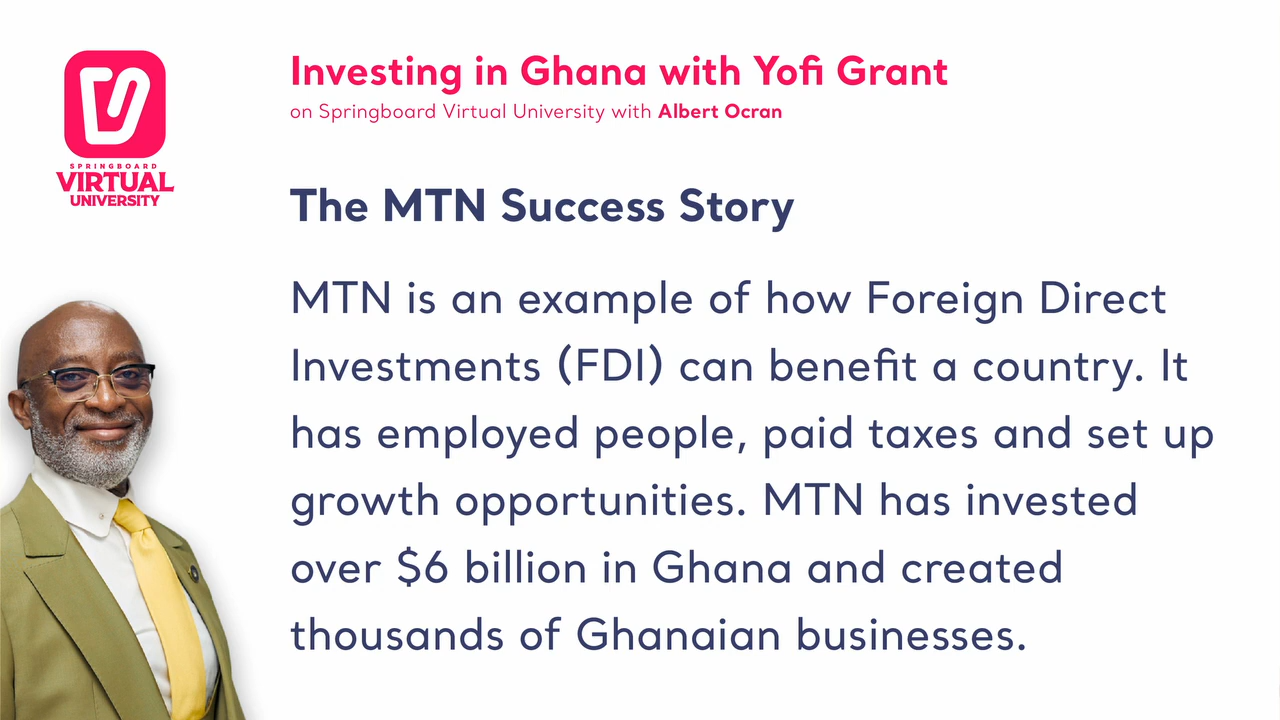 SPRINGBOARD
VIRTUAL
UNIVERSITY
Investing in Ghana with Yofi Grant
on Springboard Virtual University with Albert Ocran
The MTN Success Story
MTN is an example of how Foreign Direct
Investments (FDI) can benefit a country. It
has employed people, paid taxes and set up
growth opportunities. MTN has invested
over $6 billion in Ghana and created
thousands of Ghanaian businesses.